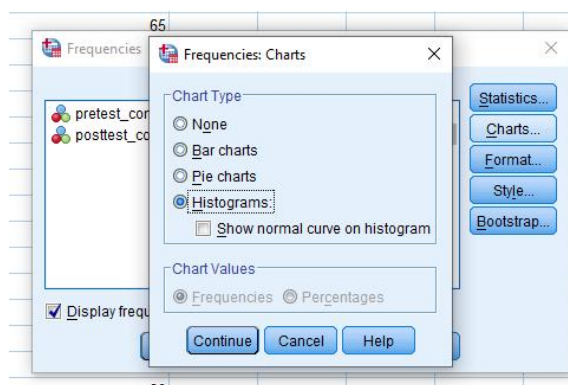 65
Frequencies
Frequencies: Charts
Chart Type
None
Bar charts
Pie charts
Histograms:
Show normal curve on histogram
Chart Values
Frequencies
Percentages
Continue
Cancel
Help
Statistics...
Charts...
Format...
Style...
Bootstrap...
pretest_con
posttest_co
Display frequ